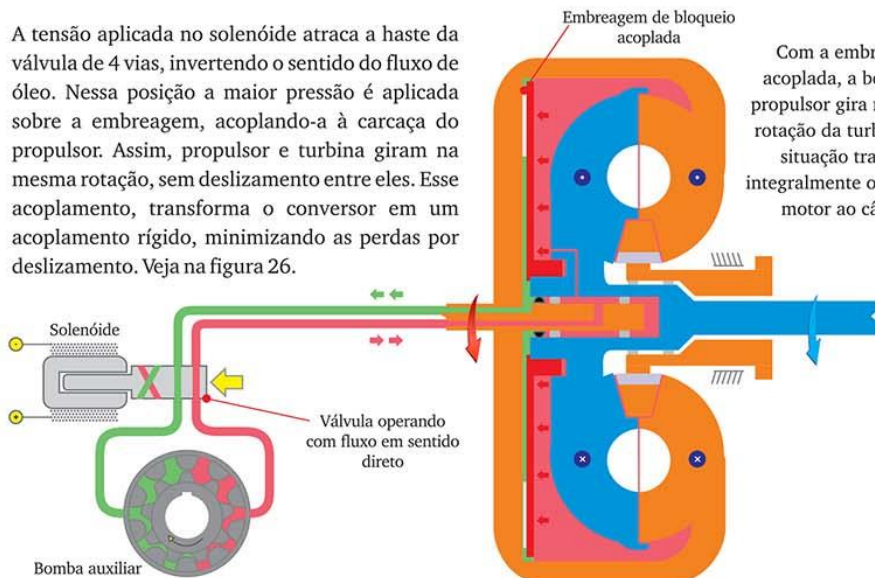 A tensão aplicada no solenóide atraca a haste da
válvula de 4 vias, invertendo o sentido do fluxo de
óleo. Nessa posição a maior pressão é aplicada
sobre a embreagem, acoplando-a à carcaça do
propulsor. Assim, propulsor e turbina giram na
mesma rotação, sem deslizamento entre eles. Esse
acoplamento, transforma o conversor em um
acoplamento rígido, minimizando as perdas por
deslizamento. Veja na figura 26.
Embreagem de bloqueio
acoplada
Com a embr
acoplada, a b
propulsor gira
rotação da turb
situação tra
integralmente o
motor ao câ
Solenóide
-
+
Válvula operando
com fluxo em sentido
direto
Bomba auxiliar